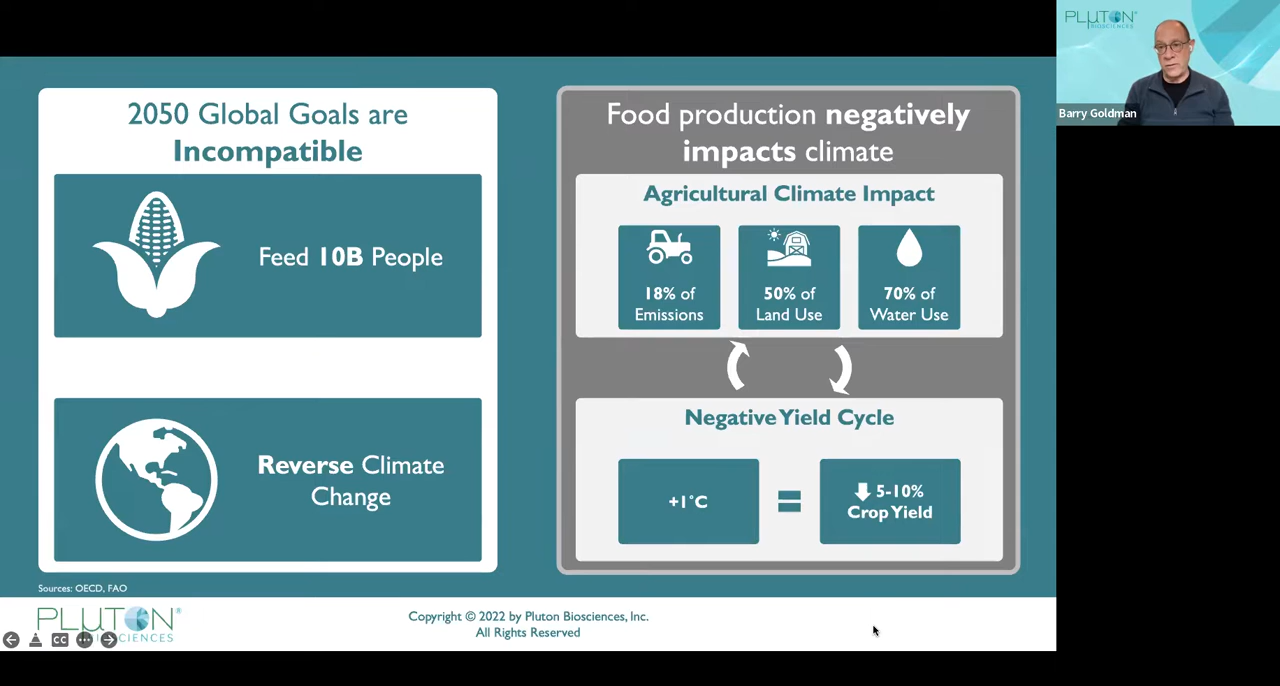 2050 Global Goals are
Incompatible
Feed 10B People
Reverse Climate
Change
Food production negatively
impacts climate
Agricultural Climate Impact
18% of
Emissions
50% of
Land Use
70% of
Water Use
Negative Yield Cycle
+1°C
=
5-10%
Crop Yield
Sources: OECD, FAO
PLUTON®
BIOSCIENCES
CC
Copyright © 2022 by Pluton Biosciences, Inc.
All Rights Reserved
PLUTON®
BIOSCIENCES
Barry Goldman